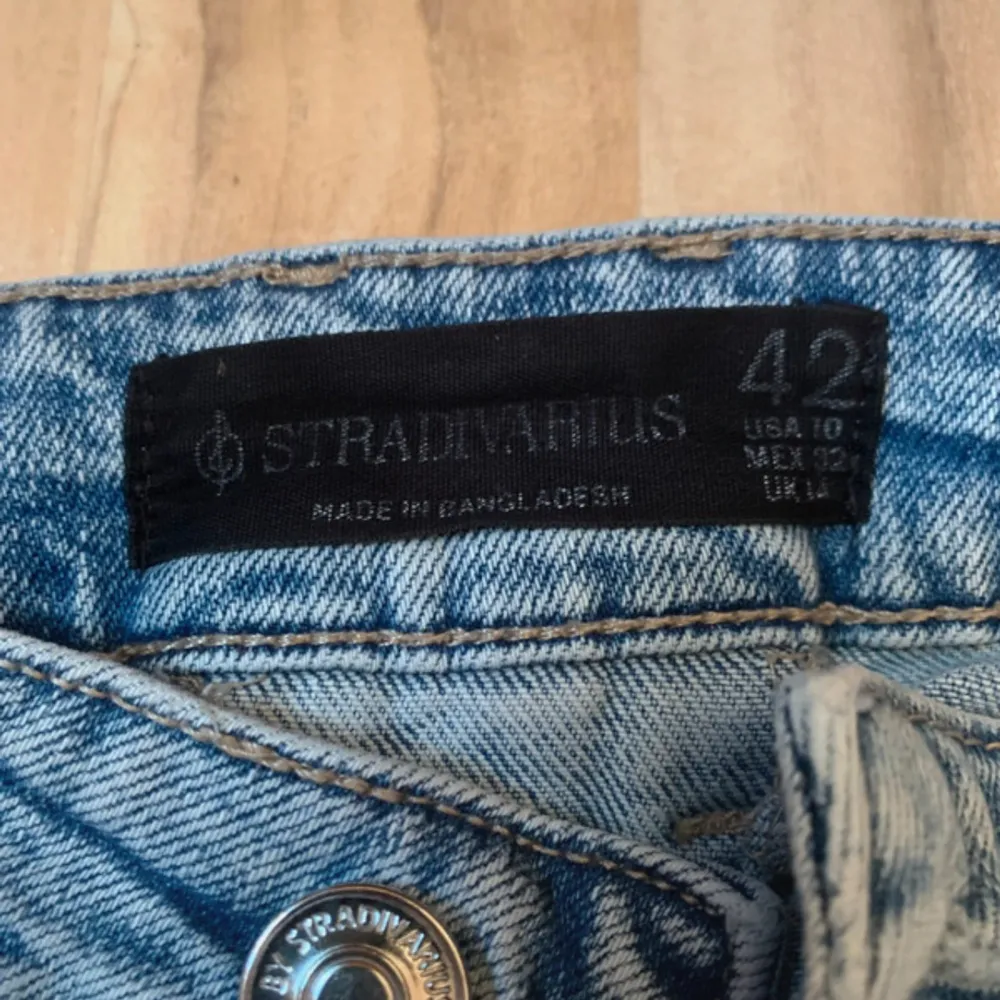 STRADIVARIUS
MADE IN BANGLADESH
42
USA 10
MEX 32
UK 14
BY STRADIVARIUS